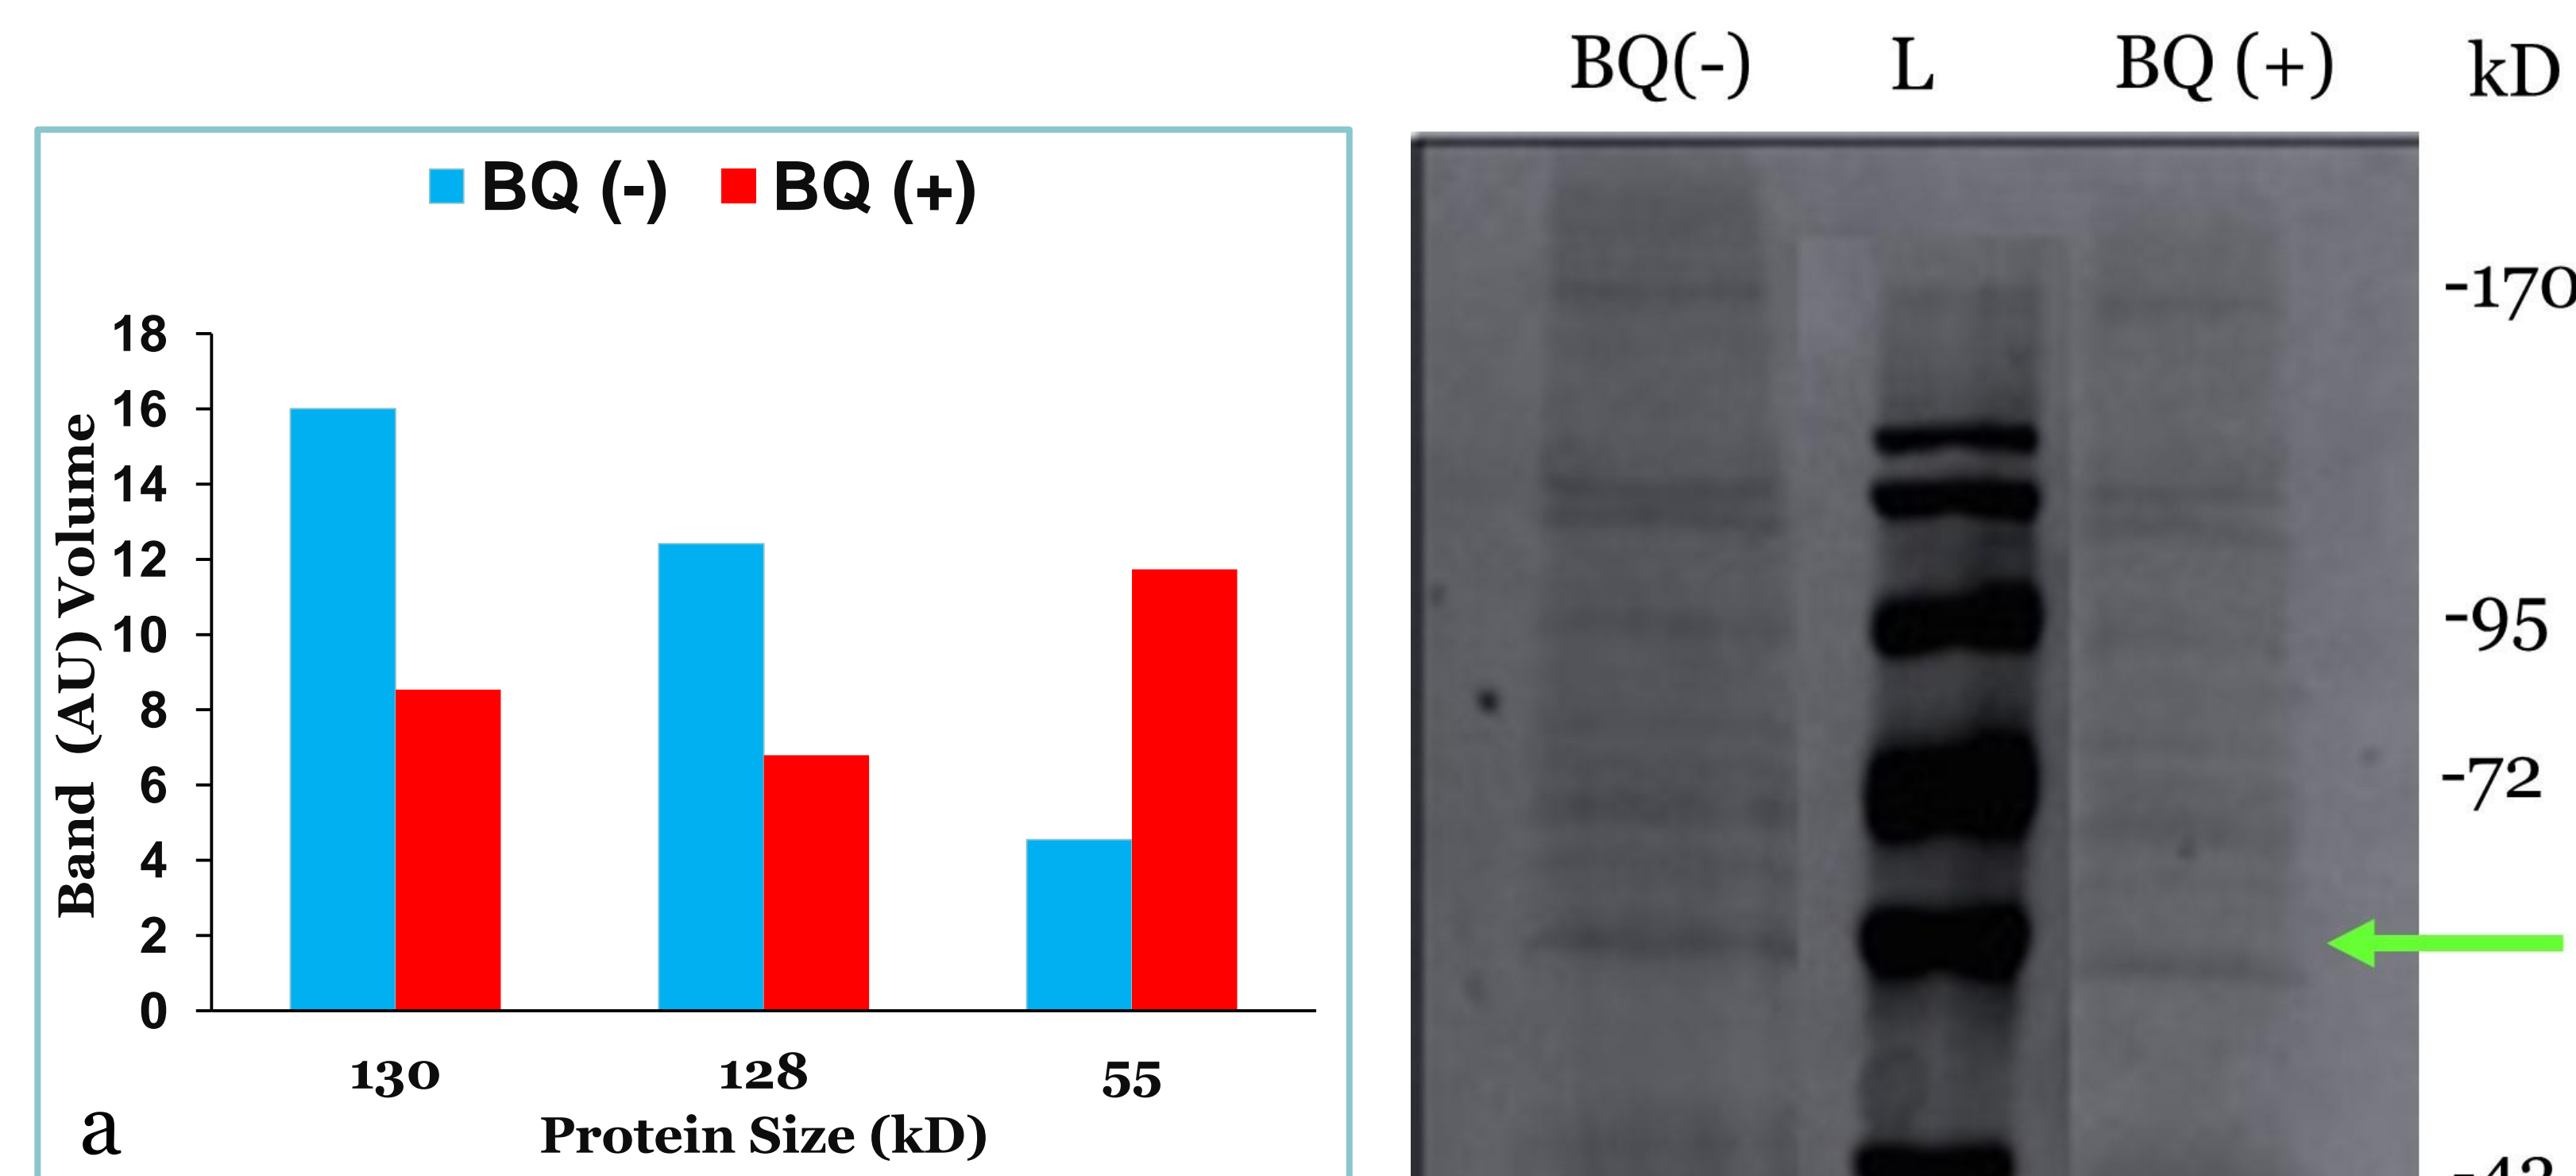 BQ(-) L BQ (+) kD
BQ (-) BQ (+)
Band (AU) Volume
18
16
14
12
10
8
6
4
2
0
130 128 55
Protein Size (kD)
a
-170
-95
-72